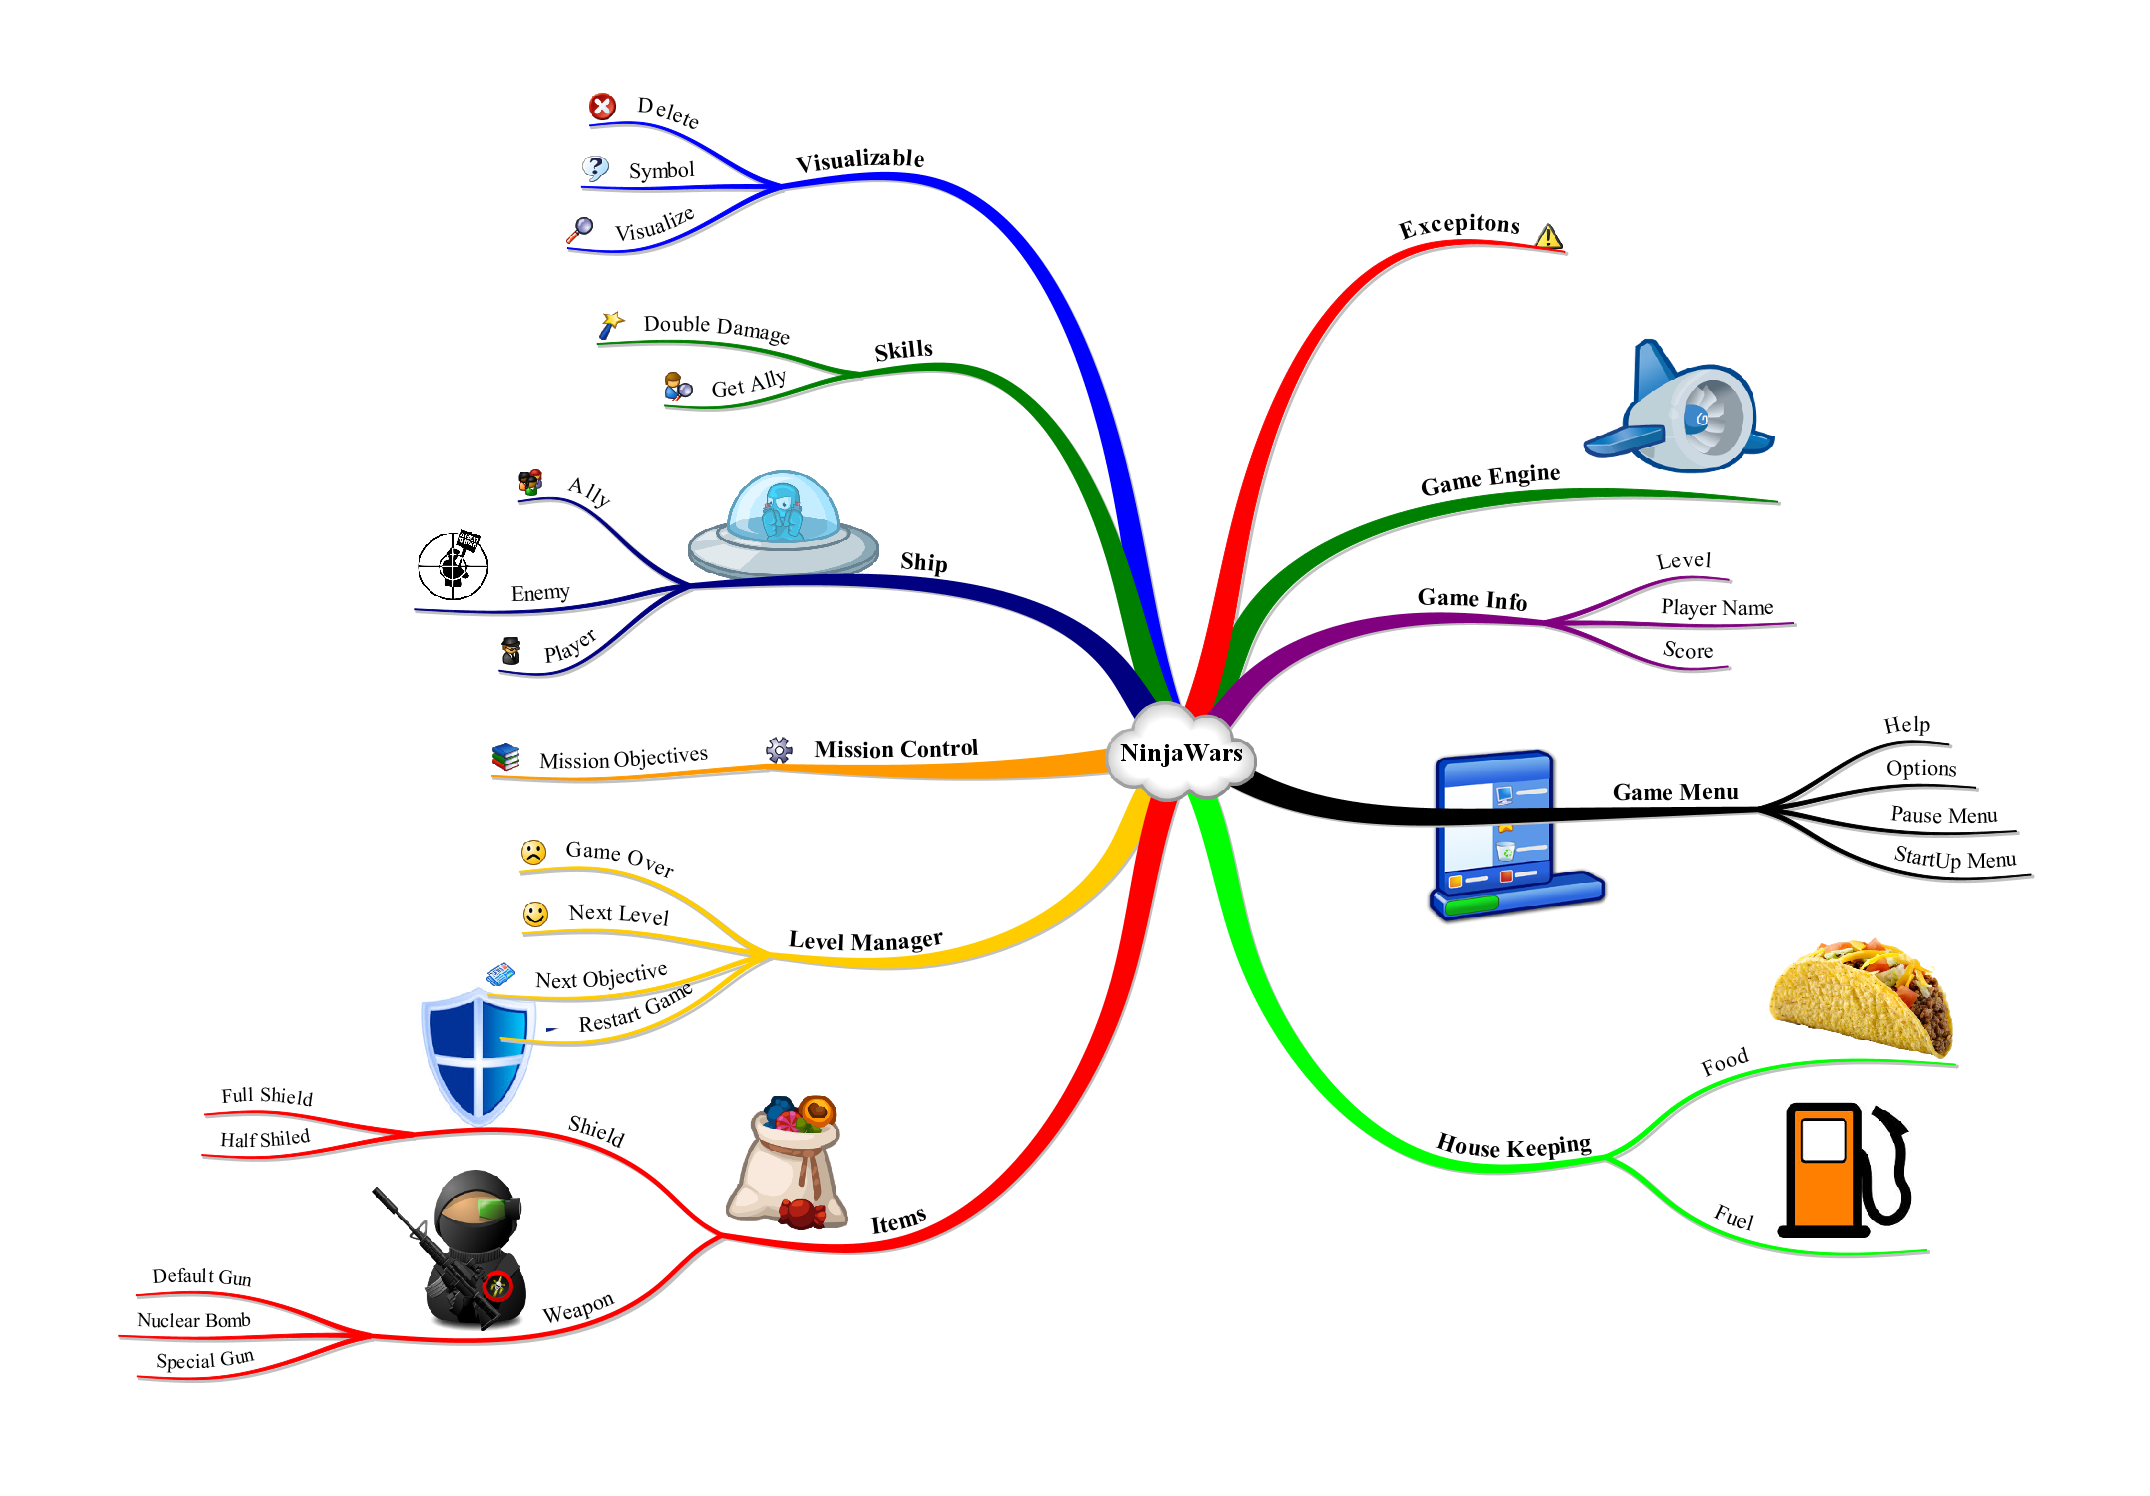 NinjaWars
Excepitons
Game Engine
Game Info
Level
Player Name
Score
Game Menu
Help
Options
Pause Menu
StartUp Menu
House Keeping
Food
Fuel
Visualizable
Delete
Symbol
Visualize
Skills
Double Damage
Get Ally
Ship
Ally
Enemy
Player
Mission Control
Mission Objectives
Level Manager
Game Over
Next Level
Next Objective
Restart Game
Items
Shield
Full Shield
Half Shiled
Weapon
Default Gun
Nuclear Bomb
Special Gun